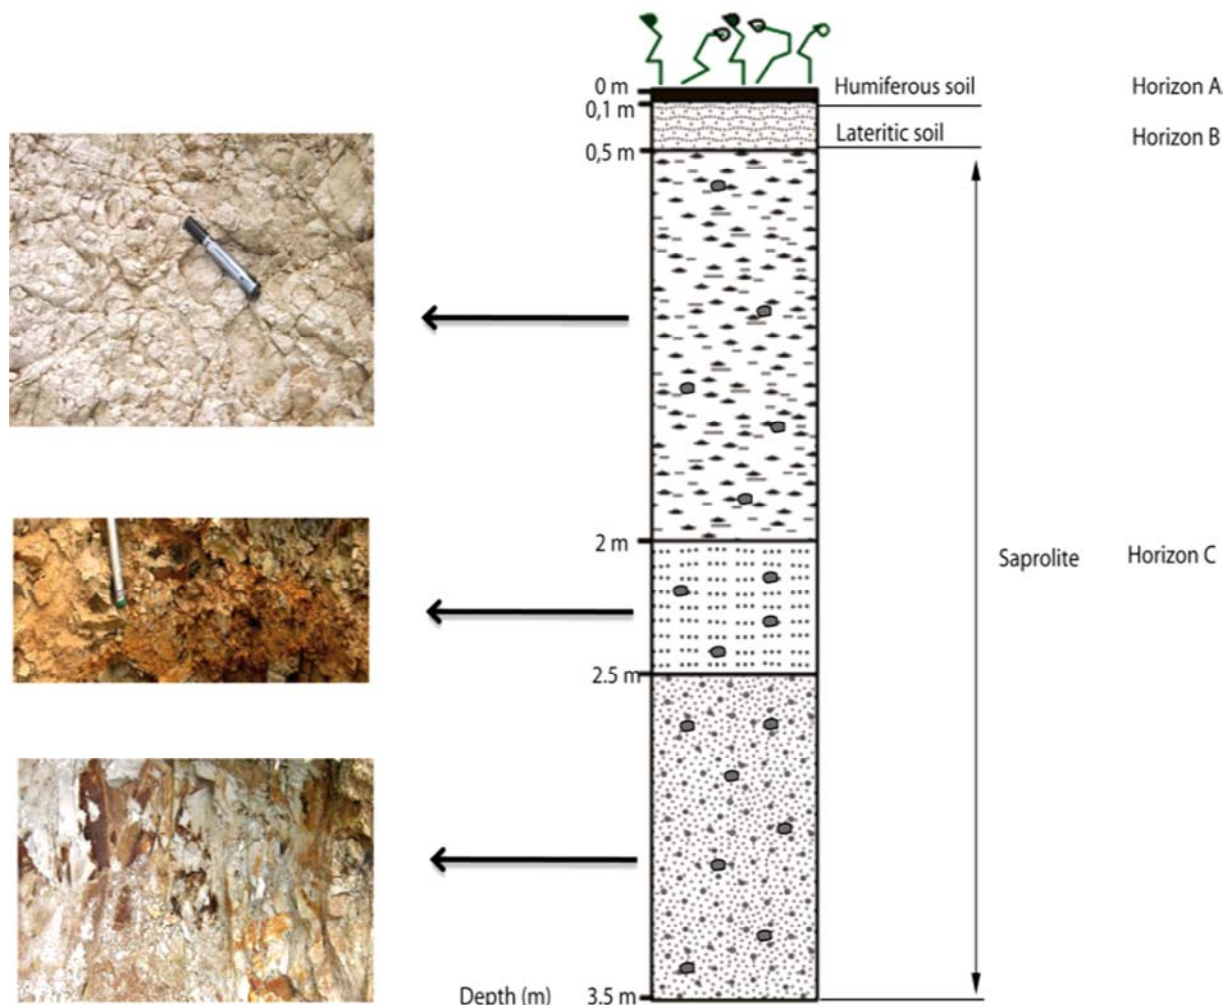 0 m
Humiferous soil
Horizon A.
0,1 m
Lateritic soil
Horizon B
0,5 m
2 m
Saprolite
Horizon C
2.5 m
Depth (m)
3.5 m